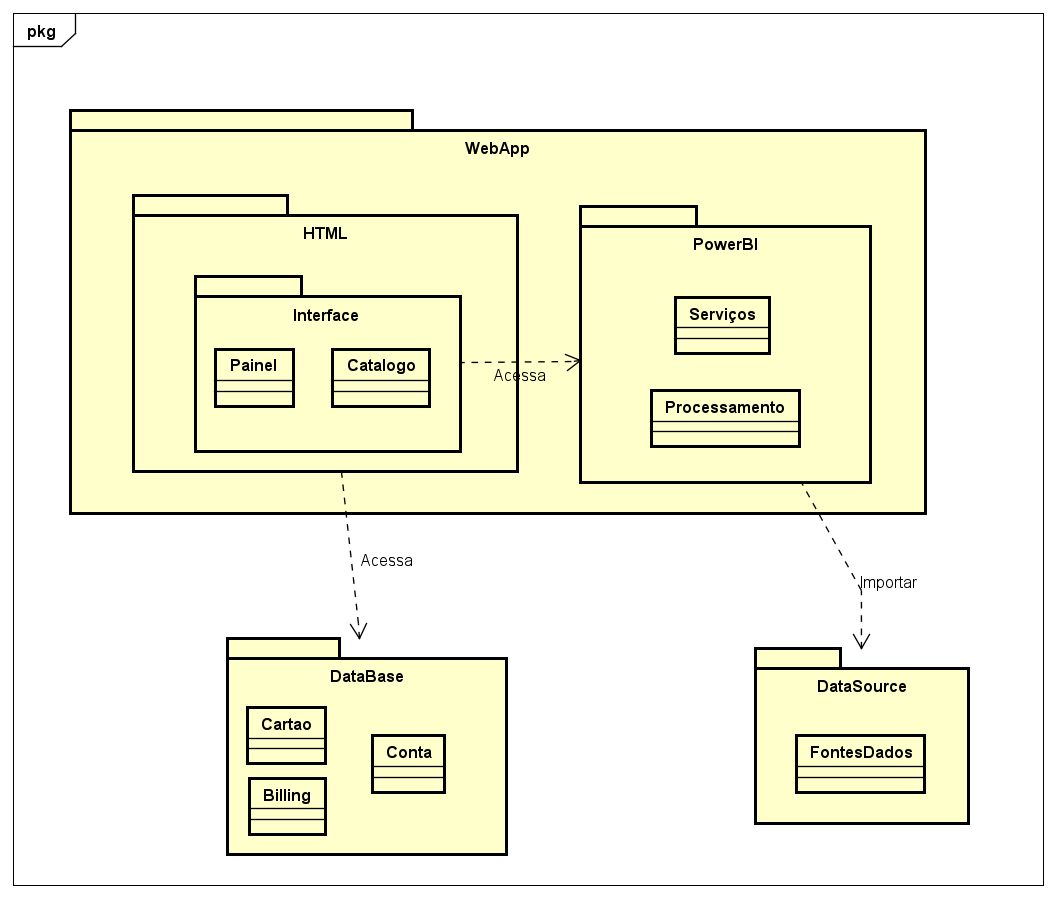 pkg
WebApp
HTML
PowerBI
Interface
Serviços
Painel
Catalogo
Acessa
Processamento
Acessa
Importar
DataBase
DataSource
Cartao
Conta
FontesDados
Billing